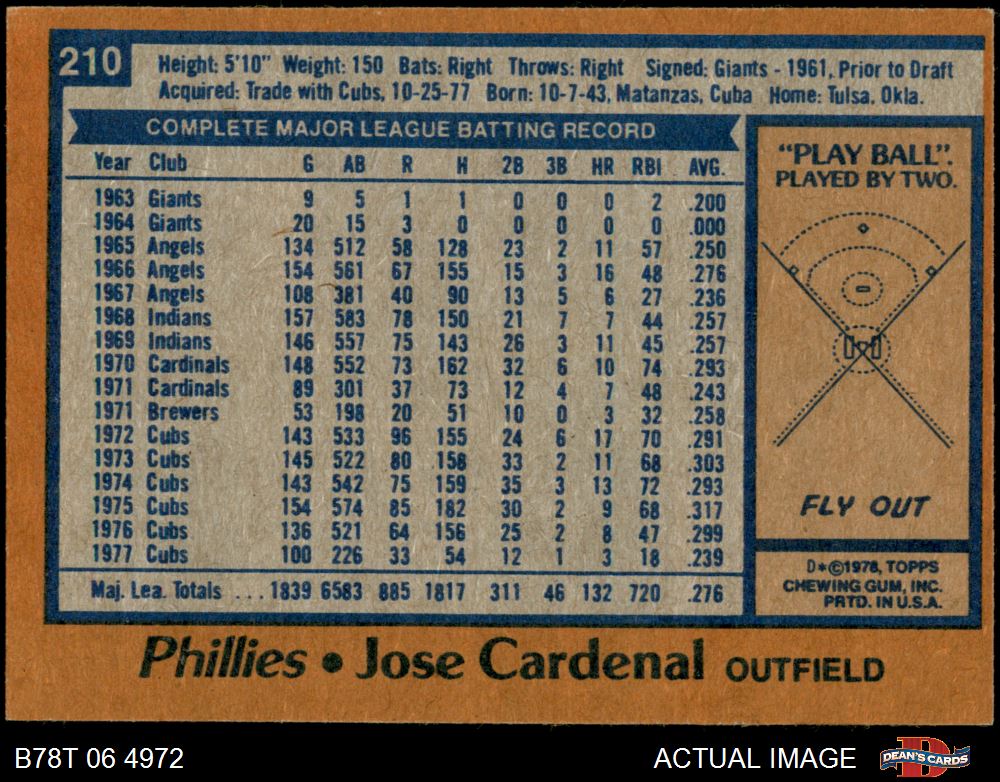 210
Height: 5'10" Weight: 150 Bats: Right Throws: Right Signed: Giants - 1961, Prior to Draft
Acquired: Trade with Cubs, 10-25-77 Born: 10-7-43, Matanzas, Cuba Home: Tulsa, Okla.
COMPLETE MAJOR LEAGUE BATTING RECORD
Year Club G AB R H 2B 3B HR RBI AVG.
1963 Giants 9 5 1 1 0 0 0 2 .200
1964 Giants 20 15 3 0 0 0 0 0 .000
1965 Angels 134 512 58 128 23 2 11 57 .250
1966 Angels 154 561 67 155 15 3 16 48 .276
1967 Angels 108 381 40 90 13 5 6 27 .236
1968 Indians 157 583 78 150 21 7 7 44 .257
1969 Indians 146 557 75 143 26 3 11 45 .257
1970 Cardinals 148 552 73 162 32 6 10 74 .293
1971 Cardinals 89 301 37 73 12 4 7 48 .243
1971 Brewers 53 198 20 51 10 0 3 32 .258
1972 Cubs 143 533 96 155 24 6 17 70 .291
1973 Cubs 145 522 80 158 33 2 11 68 .303
1974 Cubs 143 542 75 159 35 3 13 72 .293
1975 Cubs 154 574 85 182 30 2 9 68 .317
1976 Cubs 136 521 64 156 25 2 8 47 .299
1977 Cubs 100 226 33 54 12 1 3 18 .239
Maj. Lea. Totals ... 1839 6583 885 1817 311 46 132 720 .276
"PLAY BALL".
PLAYED BY TWO.
FLY OUT
D*©1978, TOPPS
CHEWING GUM, INC.
PRTD. IN U.S.A.
Phillies • Jose Cardenal OUTFIELD
B78T 06 4972
ACTUAL IMAGE
D
DEAN'S CARDS